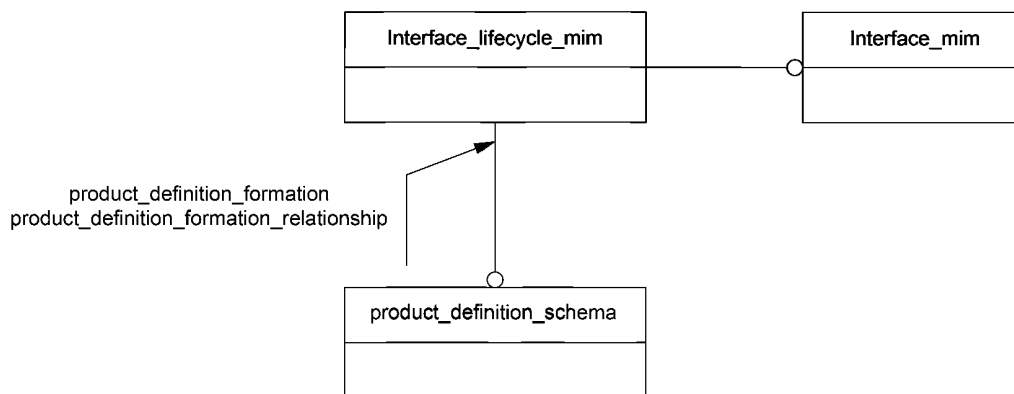 Interface_lifecycle_mim
Interface_mim
product_definition_formation
product_definition_formation_relationship
product_definition_schema